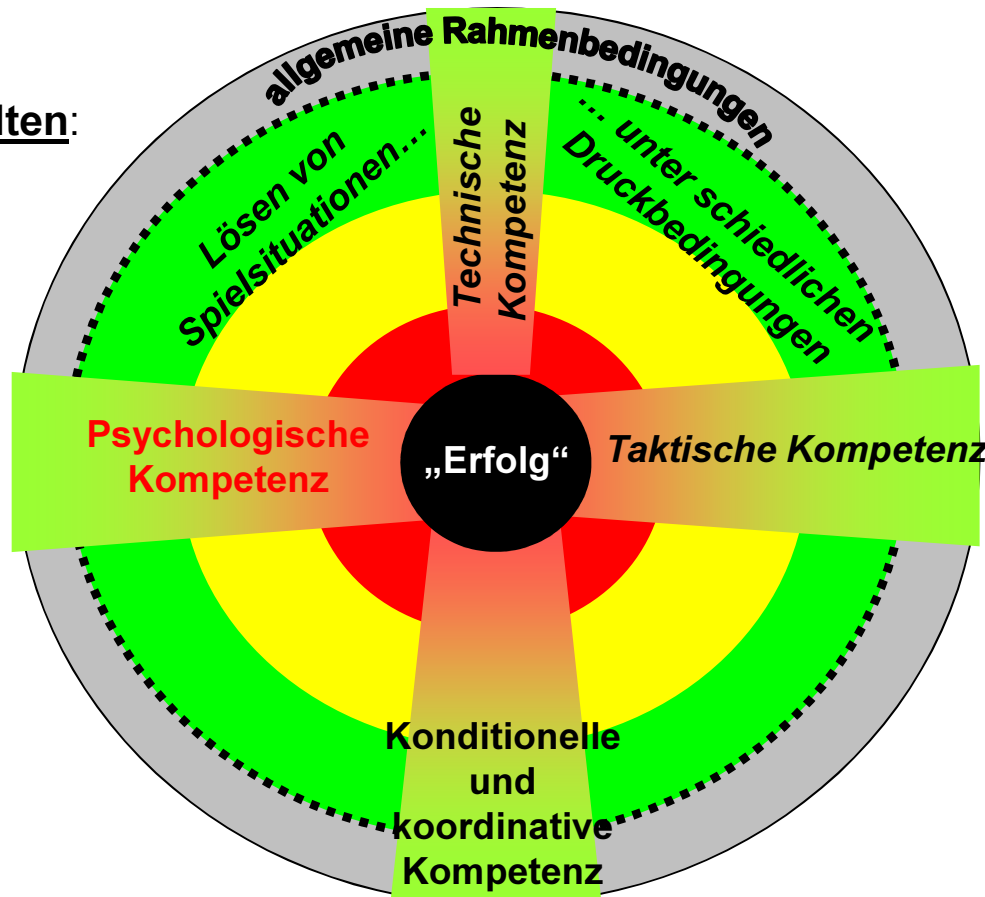 allgemeine Rahmenbedingungen
lten:
Lösen von
Spielsituationen...
... unter schiedlichen
Druckbedingungen
Technische
Kompetenz
Psychologische
Kompetenz
„Erfolg“
Taktische Kompetenz
Konditionelle
und
koordinative
Kompetenz